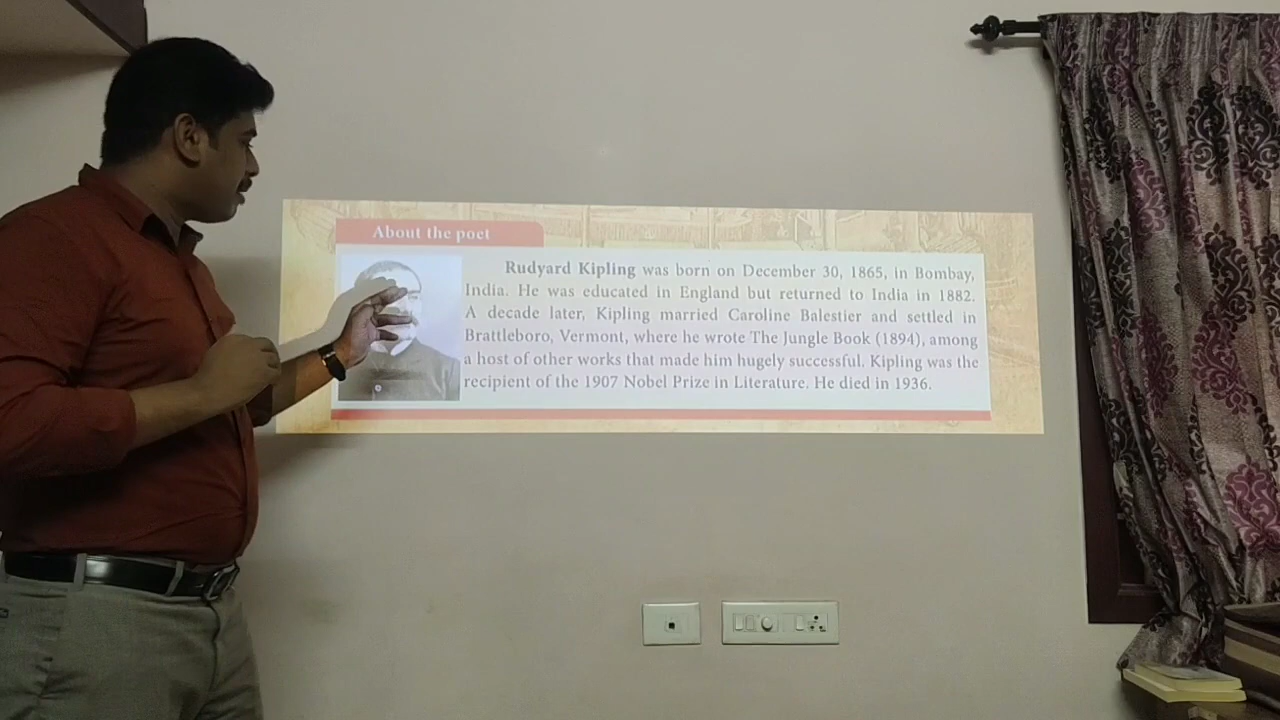 About the poet
Rudyard Kipling was born on December 30, 1865, in Bombay,
India. He was educated in England but returned to India in 1882.
A decade later, Kipling married Caroline Balestier and settled in
Brattleboro, Vermont, where he wrote The Jungle Book (1894), among
a host of other works that made him hugely successful. Kipling was the
recipient of the 1907 Nobel Prize in Literature. He died in 1936.